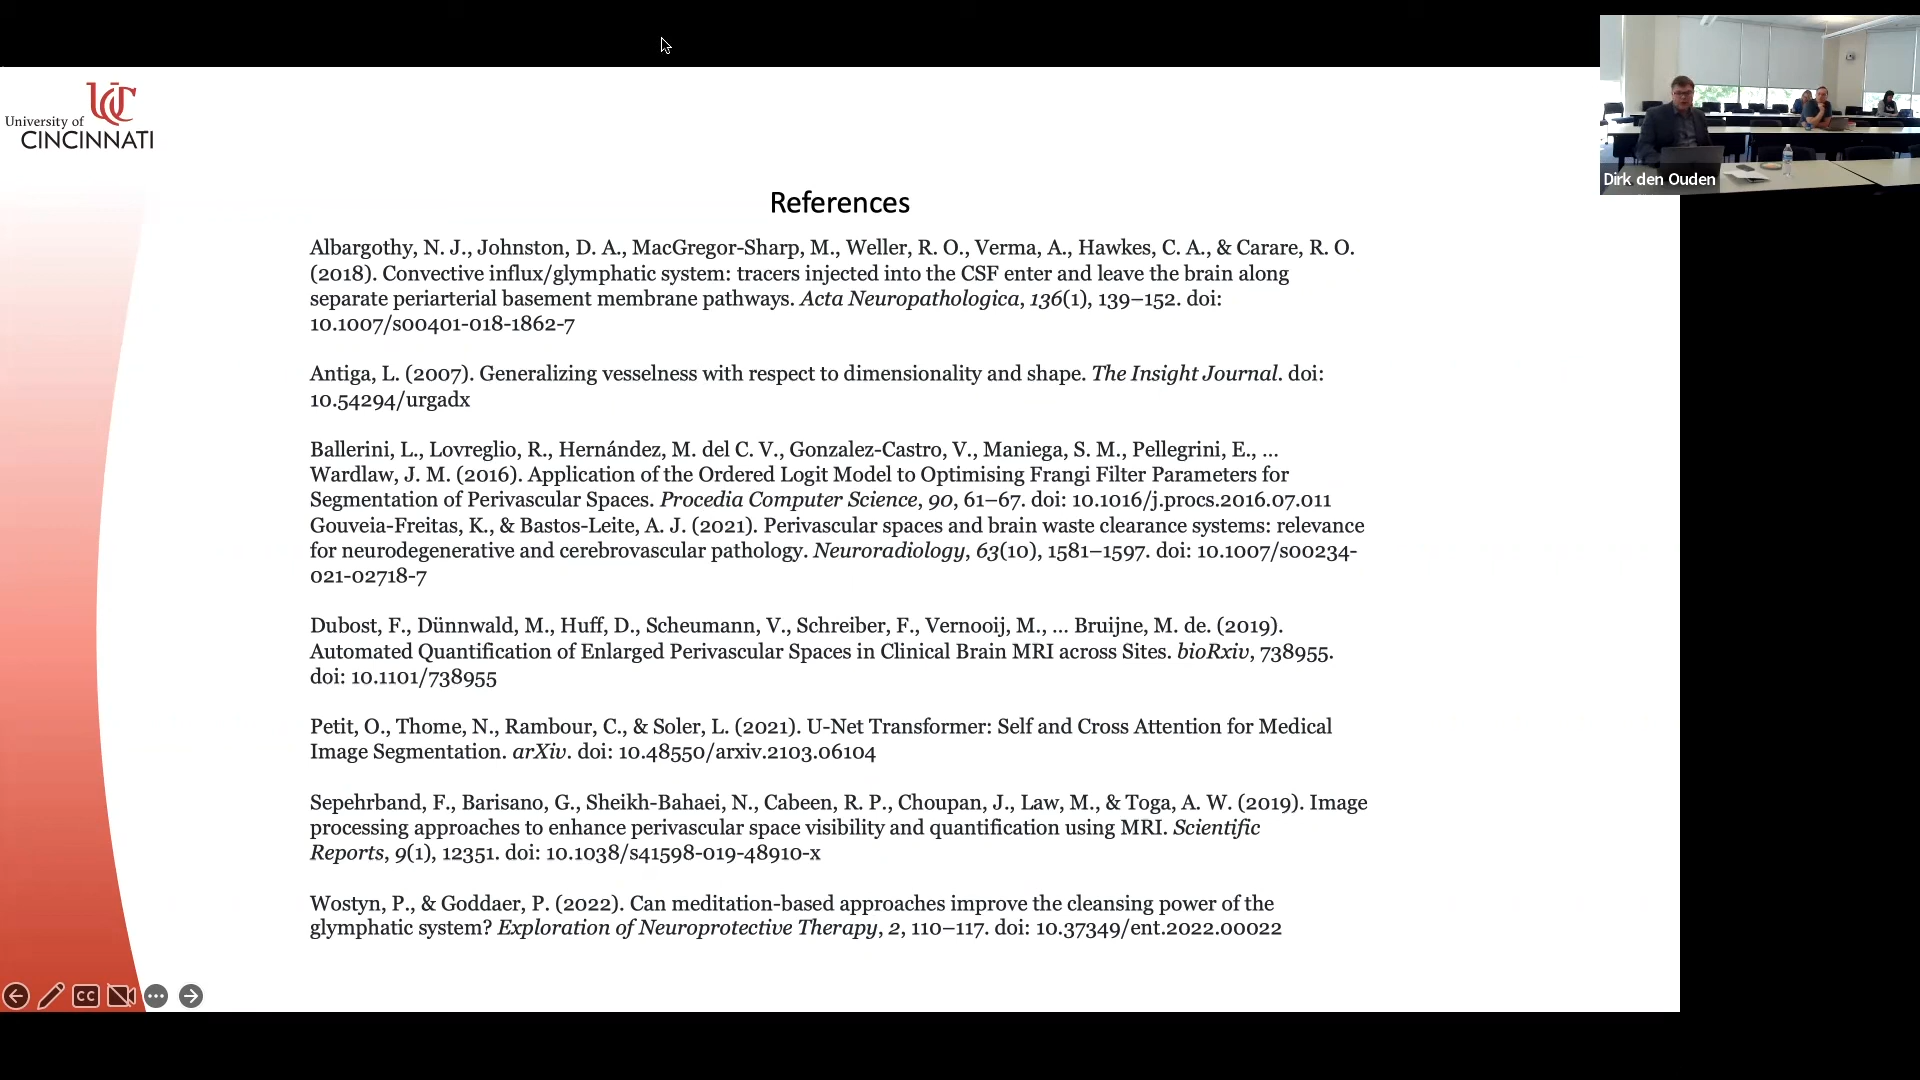 University of
CINCINNATI
Dirk den Ouden
References
Albargothy, N. J., Johnston, D. A., MacGregor-Sharp, M., Weller, R. O., Verma, A., Hawkes, C. A., & Carare, R. O.
(2018). Convective influx/glymphatic system: tracers injected into the CSF enter and leave the brain along
separate periarterial basement membrane pathways. Acta Neuropathologica, 136(1), 139–152. doi:
10.1007/s00401-018-1862-7
Antiga, L. (2007). Generalizing vesselness with respect to dimensionality and shape. The Insight Journal. doi:
10.54294/urgadx
Ballerini, L., Lovreglio, R., Hernández, M. del C. V., Gonzalez-Castro, V., Maniega, S. M., Pellegrini, E., …
Wardlaw, J. M. (2016). Application of the Ordered Logit Model to Optimising Frangi Filter Parameters for
Segmentation of Perivascular Spaces. Procedia Computer Science, 90, 61–67. doi: 10.1016/j.procs.2016.07.011
Gouveia-Freitas, K., & Bastos-Leite, A. J. (2021). Perivascular spaces and brain waste clearance systems: relevance
for neurodegenerative and cerebrovascular pathology. Neuroradiology, 63(10), 1581–1597. doi: 10.1007/s00234-
021-02718-7
Dubost, F., Dünnwald, M., Huff, D., Scheumann, V., Schreiber, F., Vernooij, M., … Bruijne, M. de. (2019).
Automated Quantification of Enlarged Perivascular Spaces in Clinical Brain MRI across Sites. bioRxiv, 738955.
doi: 10.1101/738955
Petit, O., Thome, N., Rambour, C., & Soler, L. (2021). U-Net Transformer: Self and Cross Attention for Medical
Image Segmentation. arXiv. doi: 10.48550/arxiv.2103.06104
Sepehrband, F., Barisano, G., Sheikh-Bahaei, N., Cabeen, R. P., Choupan, J., Law, M., & Toga, A. W. (2019). Image
processing approaches to enhance perivascular space visibility and quantification using MRI. Scientific
Reports, 9(1), 12351. doi: 10.1038/s41598-019-48910-x
Wostyn, P., & Goddaer, P. (2022). Can meditation-based approaches improve the cleansing power of the
glymphatic system? Exploration of Neuroprotective Therapy, 2, 110–117. doi: 10.37349/ent.2022.00022
CC